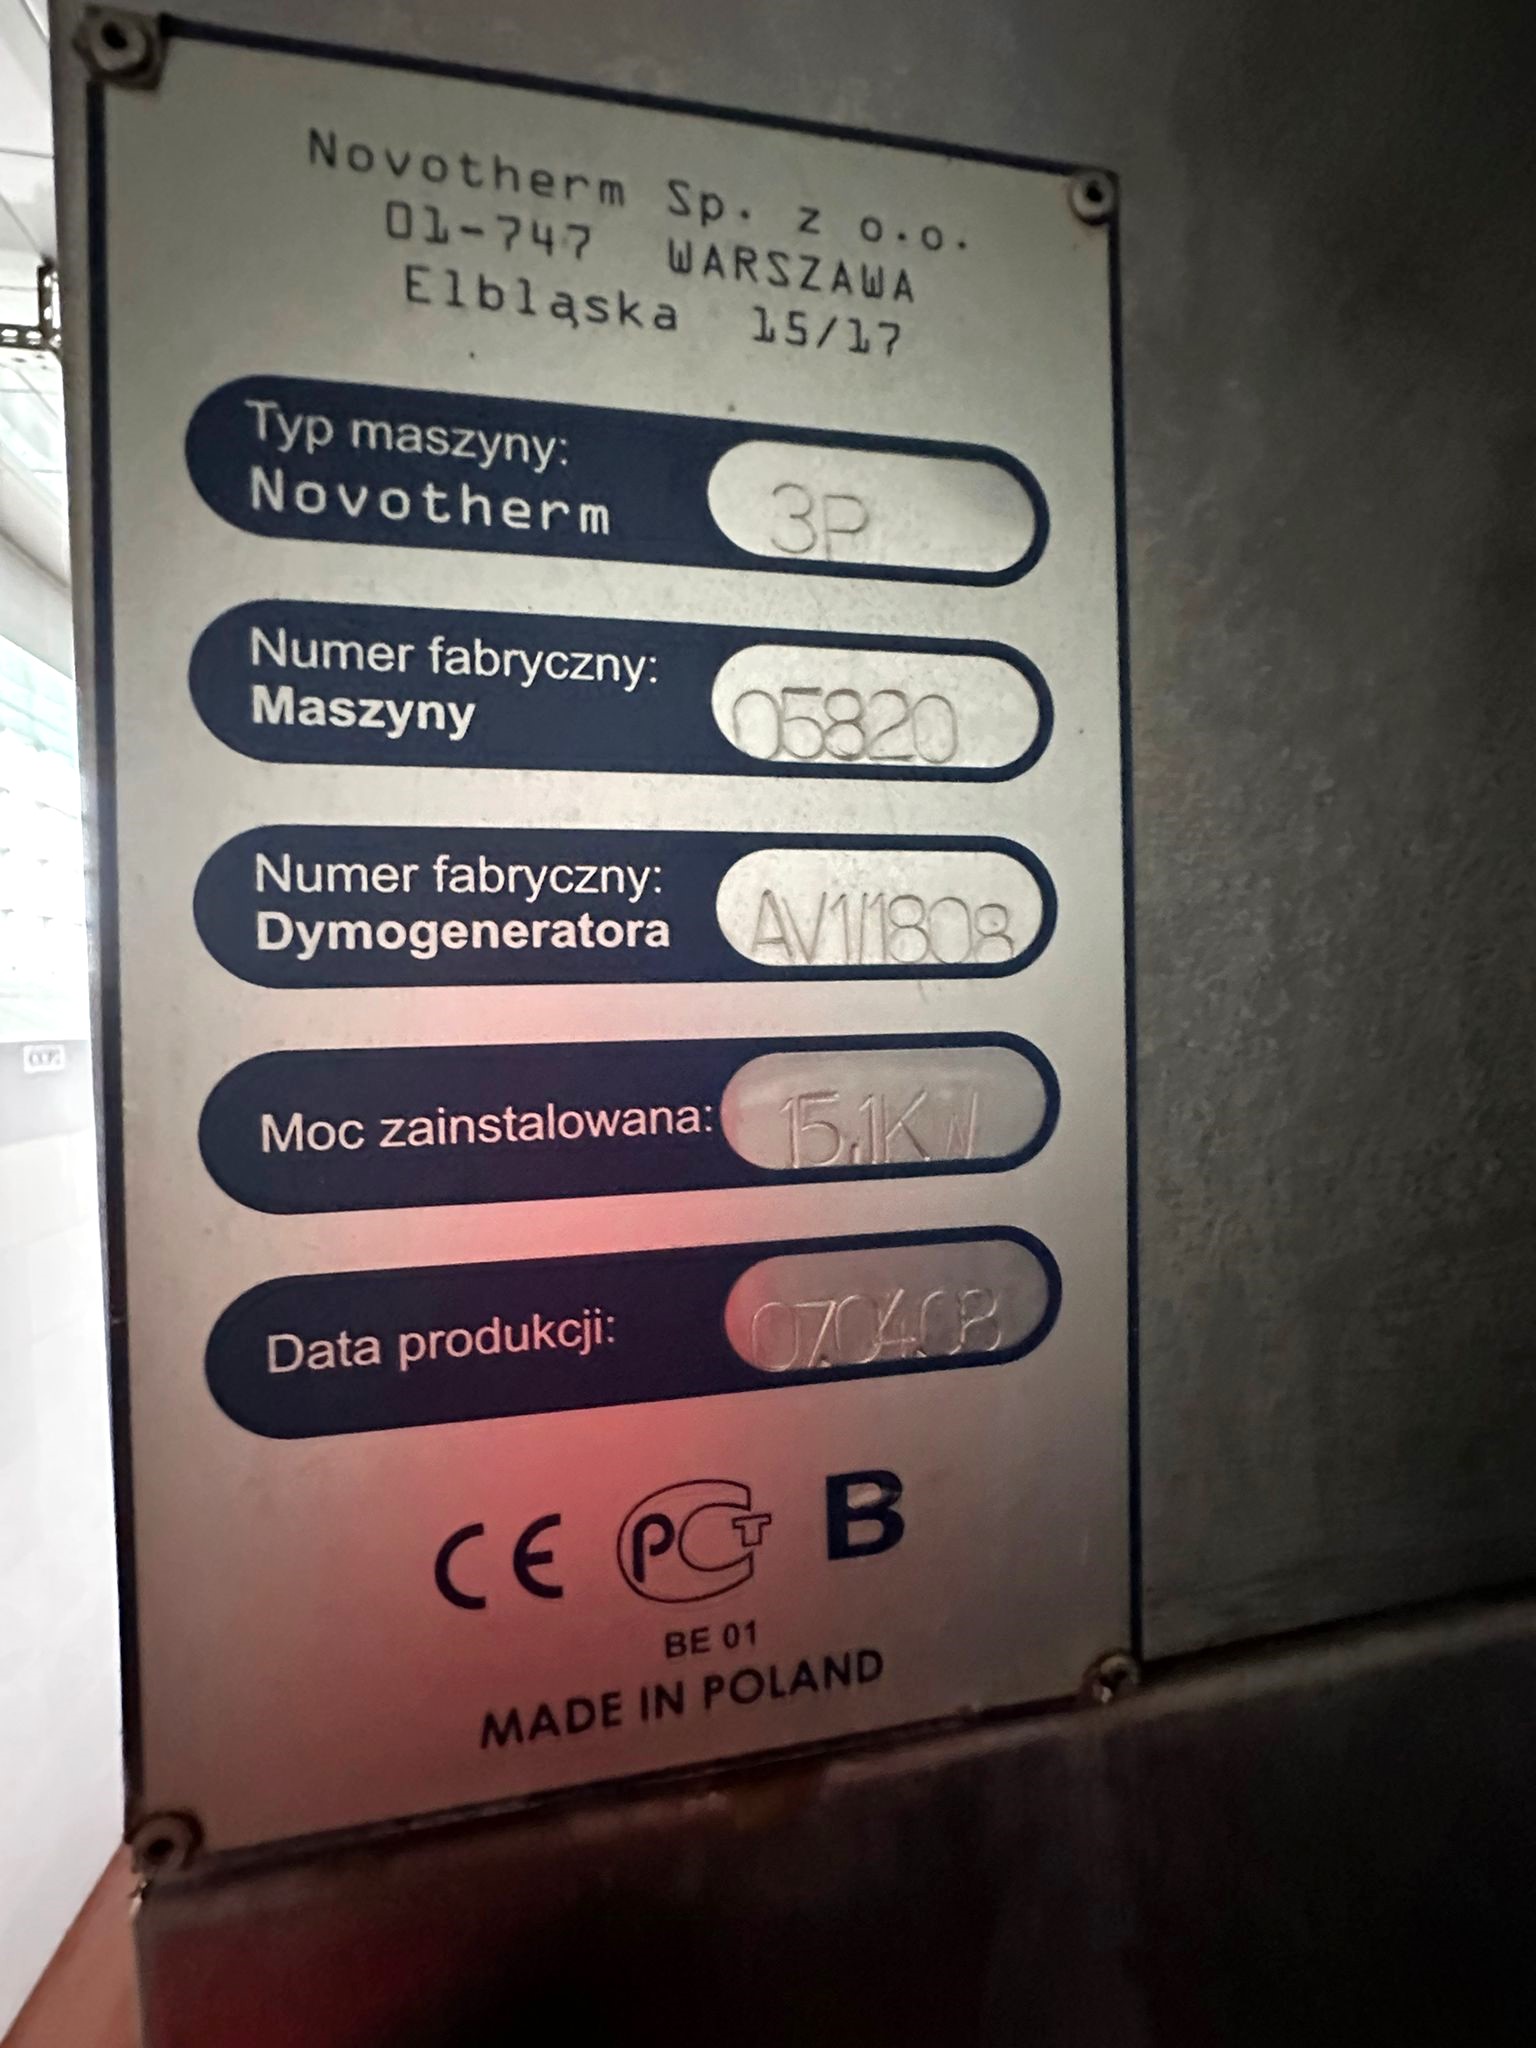 Novotherm Sp. z o.o.
01-747 WARSZAWA
Elbląska 15/17
Typ maszyny:
Novotherm 3P
Numer fabryczny:
Maszyny 05820
Numer fabryczny:
Dymogeneratora AV1/1808
Moc zainstalowana: 15,1KW
Data produkcji: 07.04.08
CE PCT B
BE 01
MADE IN POLAND